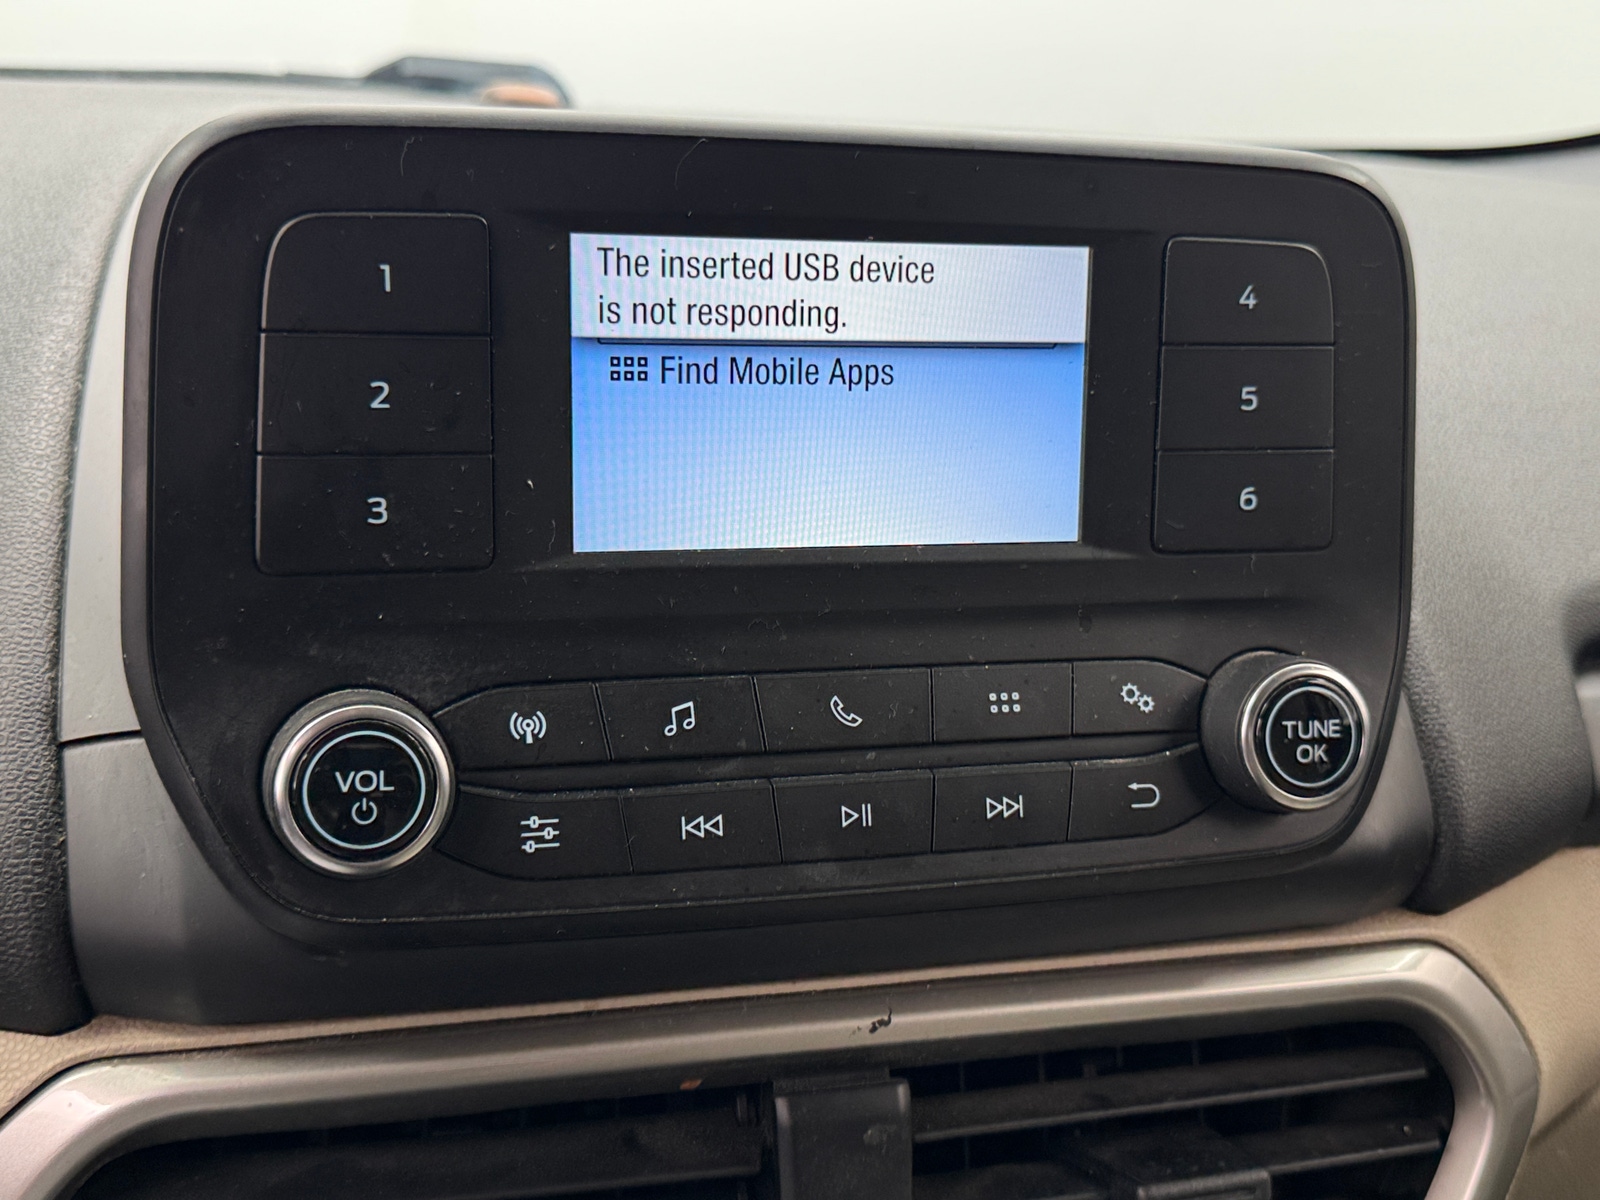 The inserted USB device
is not responding.
Find Mobile Apps
1
2
3
4
5
6
VOL
TUNE
OK